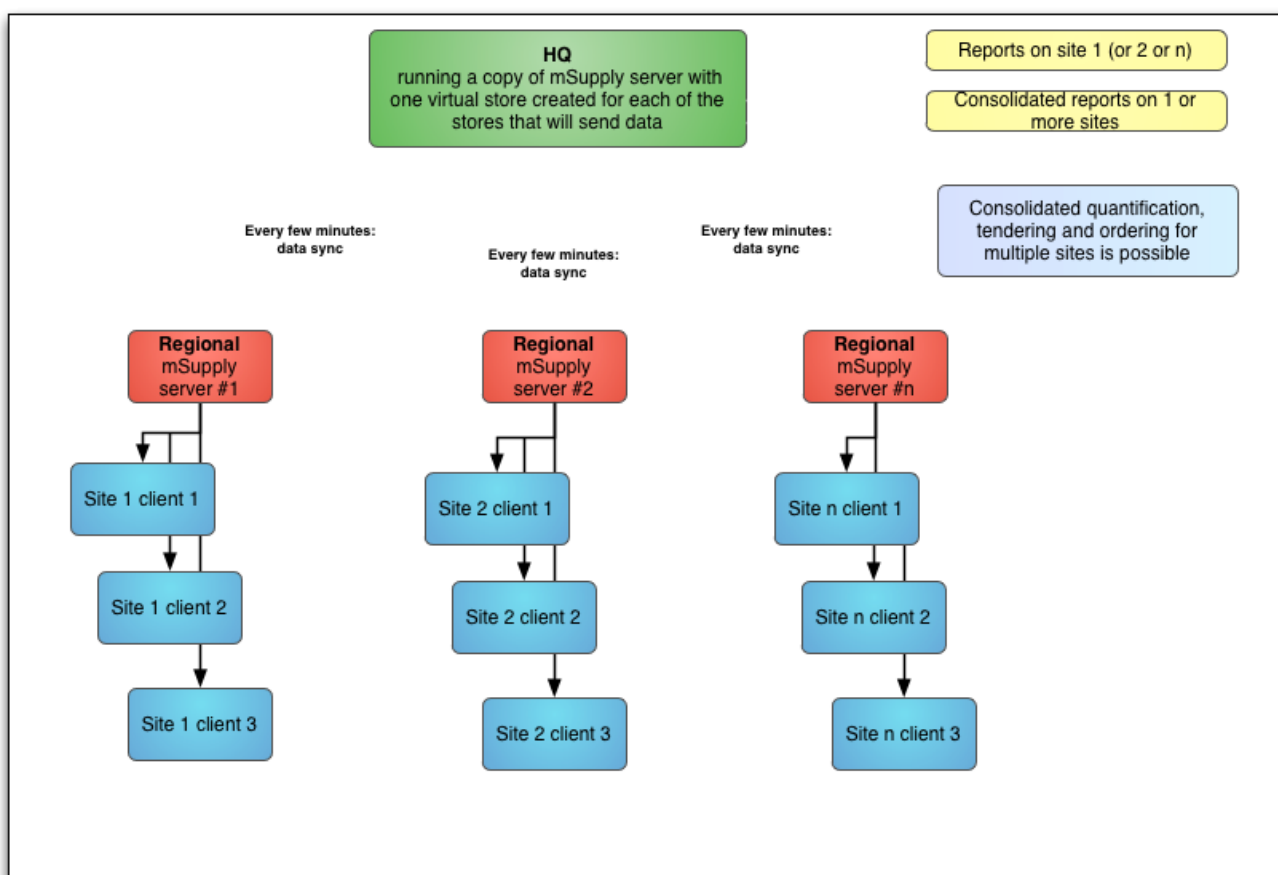 HQ
running a copy of mSupply server with
one virtual store created for each of the
stores that will send data
Reports on site 1 (or 2 or n)
Consolidated reports on 1 or
more sites
Consolidated quantification,
tendering and ordering for
multiple sites is possible
Every few minutes:
data sync
Every few minutes:
data sync
Every few minutes:
data sync
Regional
mSupply
server #1
Regional
mSupply
server #2
Regional
mSupply
server #n
Site 1 client 1
Site 2 client 1
Site n client 1
Site 1 client 2
Site 2 client 2
Site n client 2
Site 1 client 3
Site 2 client 3
Site n client 3